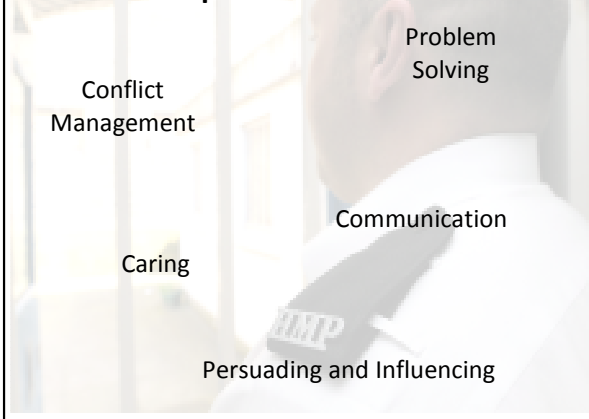 Problem
Solving
Conflict
Management
Communication
Caring
HMP
Persuading and Influencing